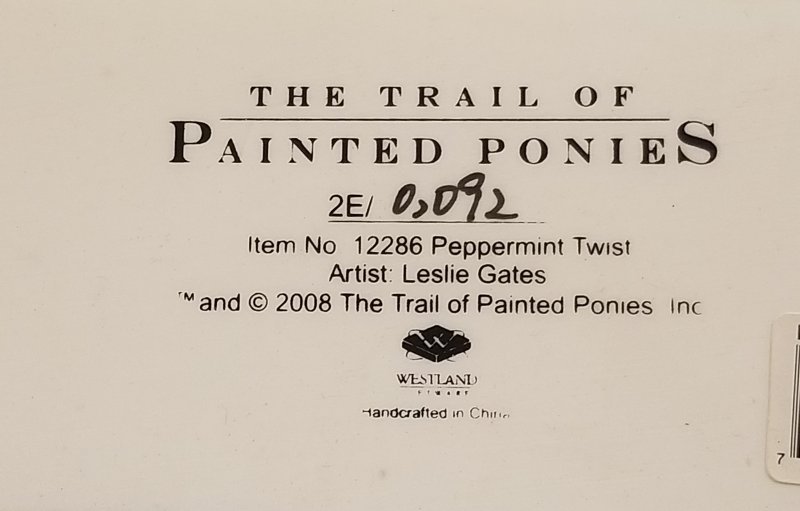 THE TRAIL OF
PAINTED PONIES
2E/ 0,092
Item No 12286 Peppermint Twist
Artist: Leslie Gates
™ and © 2008 The Trail of Painted Ponies Inc
W
WESTLAND
Handcrafted in China
7